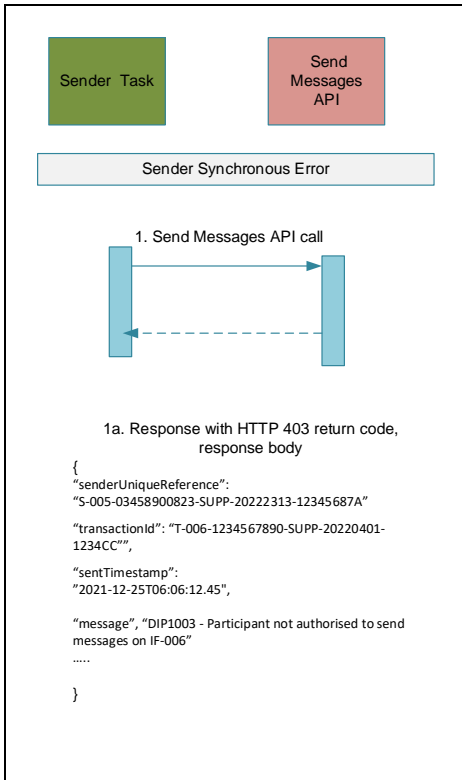 Sender  Task
Send
Messages
API
Sender Synchronous Error
1. Send Messages API call
1a. Response with HTTP 403 return code,
response body
{
“senderUniqueReference”:
“S-005-03458900823-SUPP-20222313-12345687A”
“transactionId”: “T-006-1234567890-SUPP-20220401-
1234CC””,
“sentTimestamp”:
”2021-12-25T06:06:12.45",
“message”, “DIP1003 - Participant not authorised to send
messages on IF-006”
.....
}